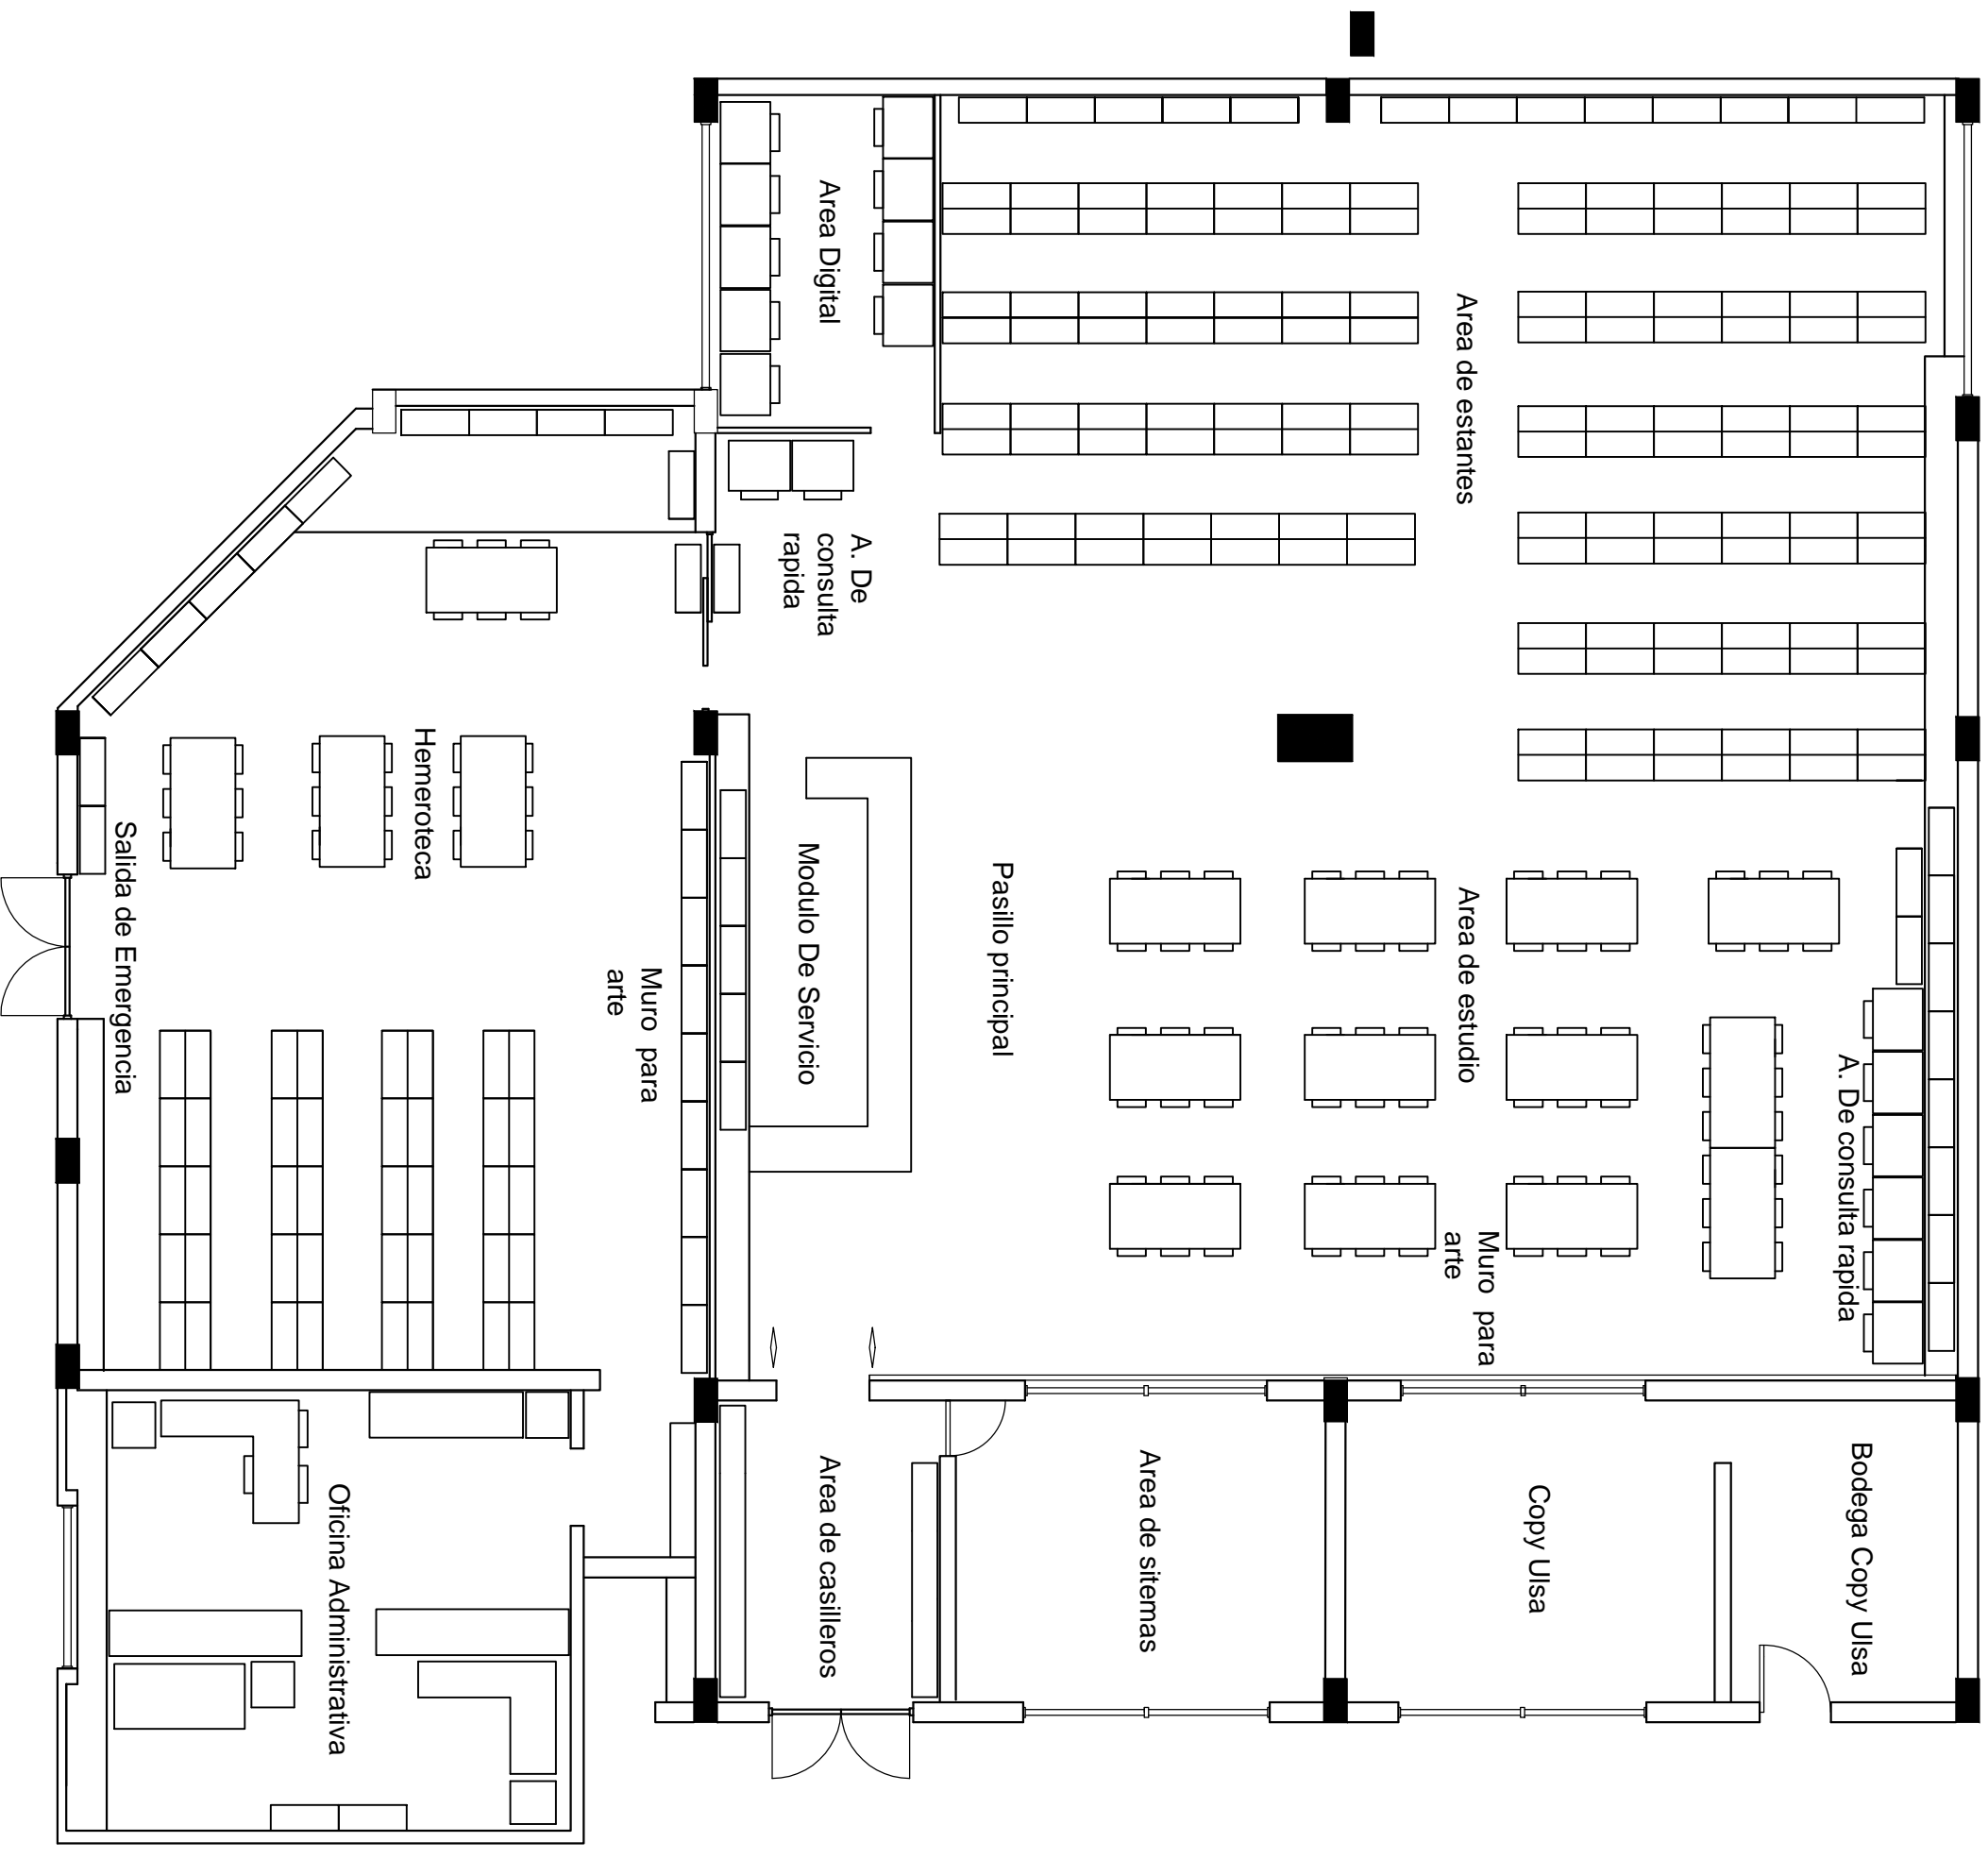 Area Digital
Area de estantes
A. De
consulta
rapida
Hemeroteca
Salida de Emergencia
Modulo De Servicio
Pasillo principal
Area de estudio
A. De consulta rapida
Muro para
arte
Muro para
arte
Area de casilleros
Area de sitemas
Copy Ulsa
Bodega Copy Ulsa
Oficina Administrativa